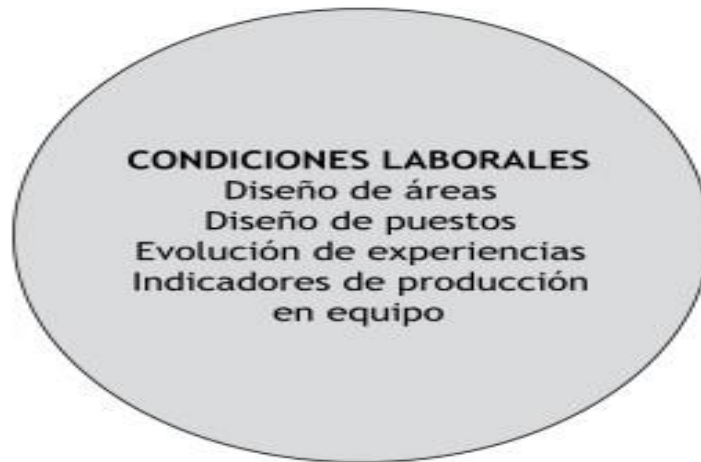 CONDICIONES LABORALES
Diseño de áreas
Diseño de puestos
Evolución de experiencias
Indicadores de producción
en equipo